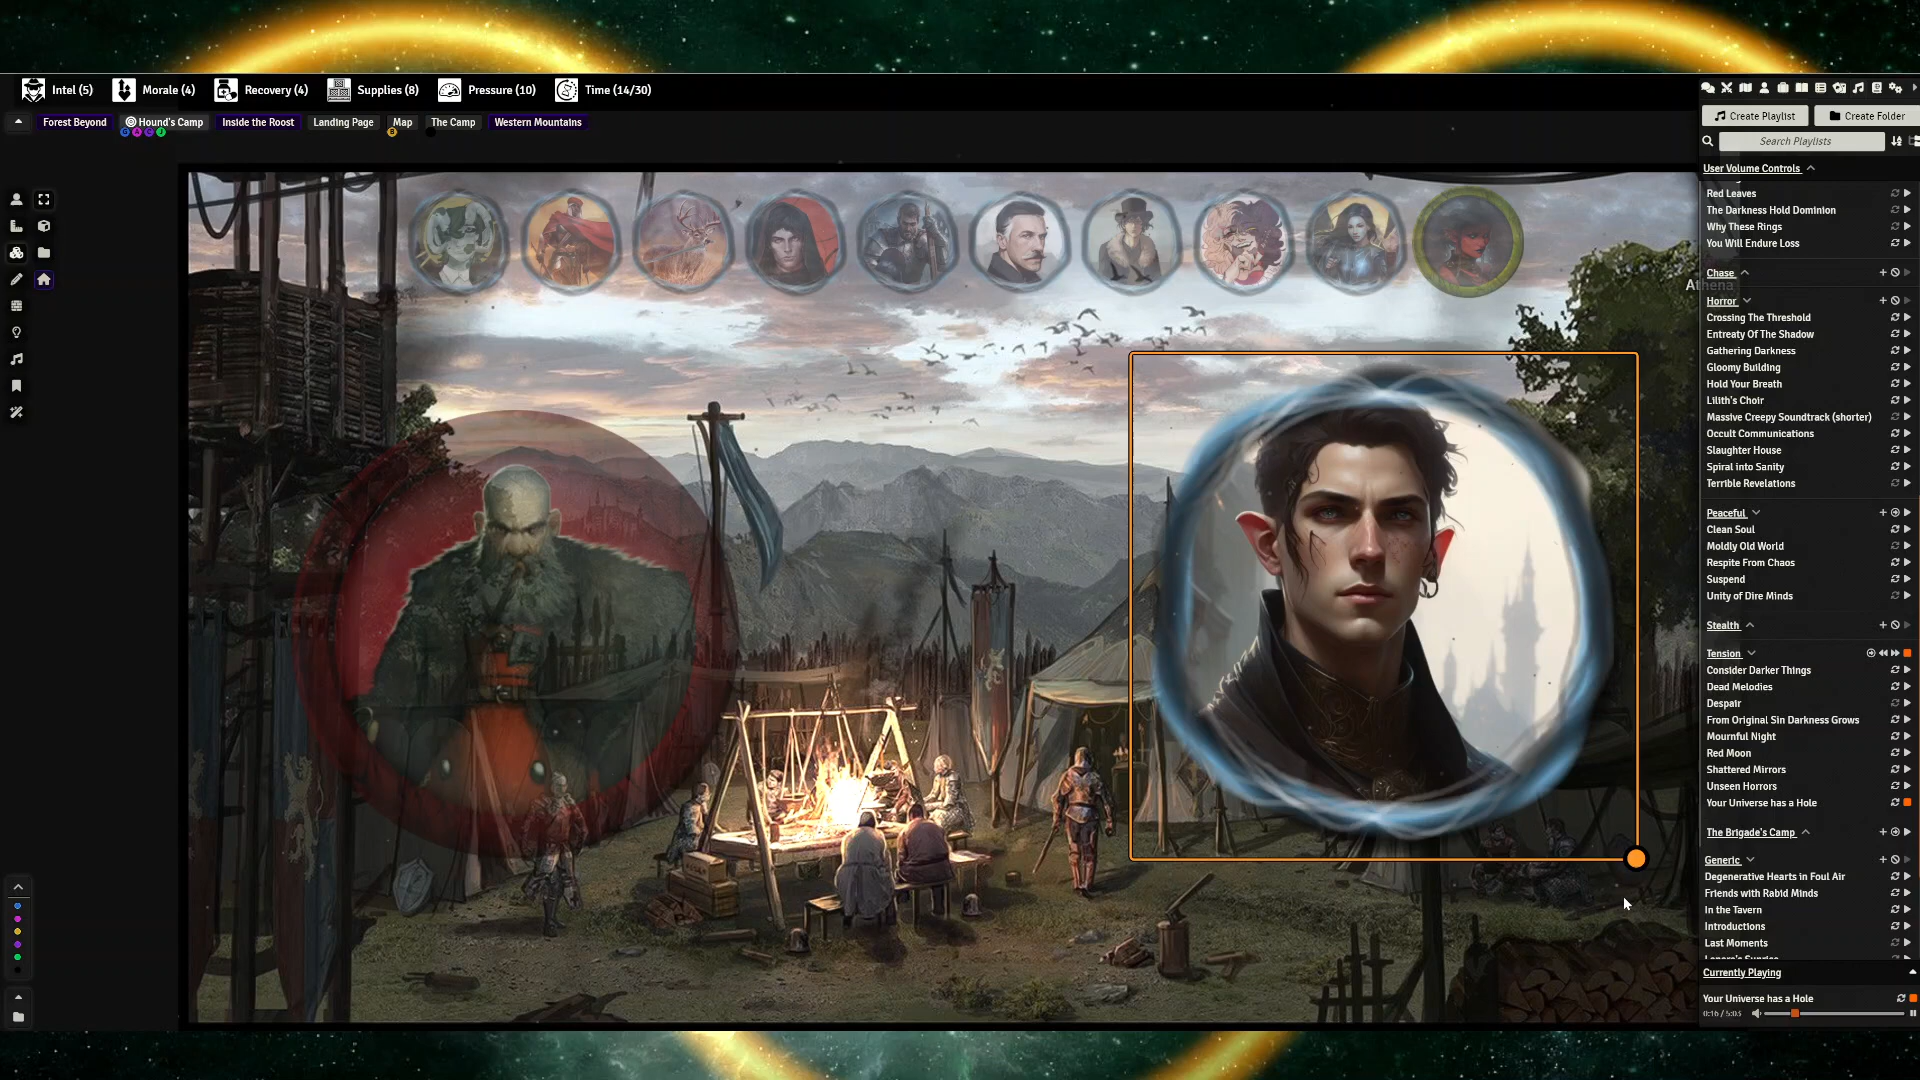 Intel (5) Morale (4) Recovery (4) Supplies (8) Pressure (10) Time (14/30)
Forest Beyond Hound's Camp Inside the Roost Landing Page Map The Camp Western Mountains
G A C J B
Create Playlist Create Folder
Search Playlists
User Volume Controls
Red Leaves
The Darkness Hold Dominion
Why These Rings
You Will Endure Loss
Chase
Athena
Horror
Crossing The Threshold
Entreaty Of The Shadow
Gathering Darkness
Gloomy Building
Hold Your Breath
Lilith's Choir
Massive Creepy Soundtrack (shorter)
Occult Communications
Slaughter House
Spiral into Sanity
Terrible Revelations
Peaceful
Clean Soul
Moldly Old World
Respite From Chaos
Suspend
Unity of Dire Minds
Stealth
Tension
Consider Darker Things
Dead Melodies
Despair
From Original Sin Darkness Grows
Mournful Night
Red Moon
Shattered Mirrors
Unseen Horrors
Your Universe has a Hole
The Brigade's Camp
Generic
Degenerative Hearts in Foul Air
Friends with Rabid Minds
In the Tavern
Introductions
Last Moments
Currently Playing
Your Universe has a Hole
0:16 / 5:03